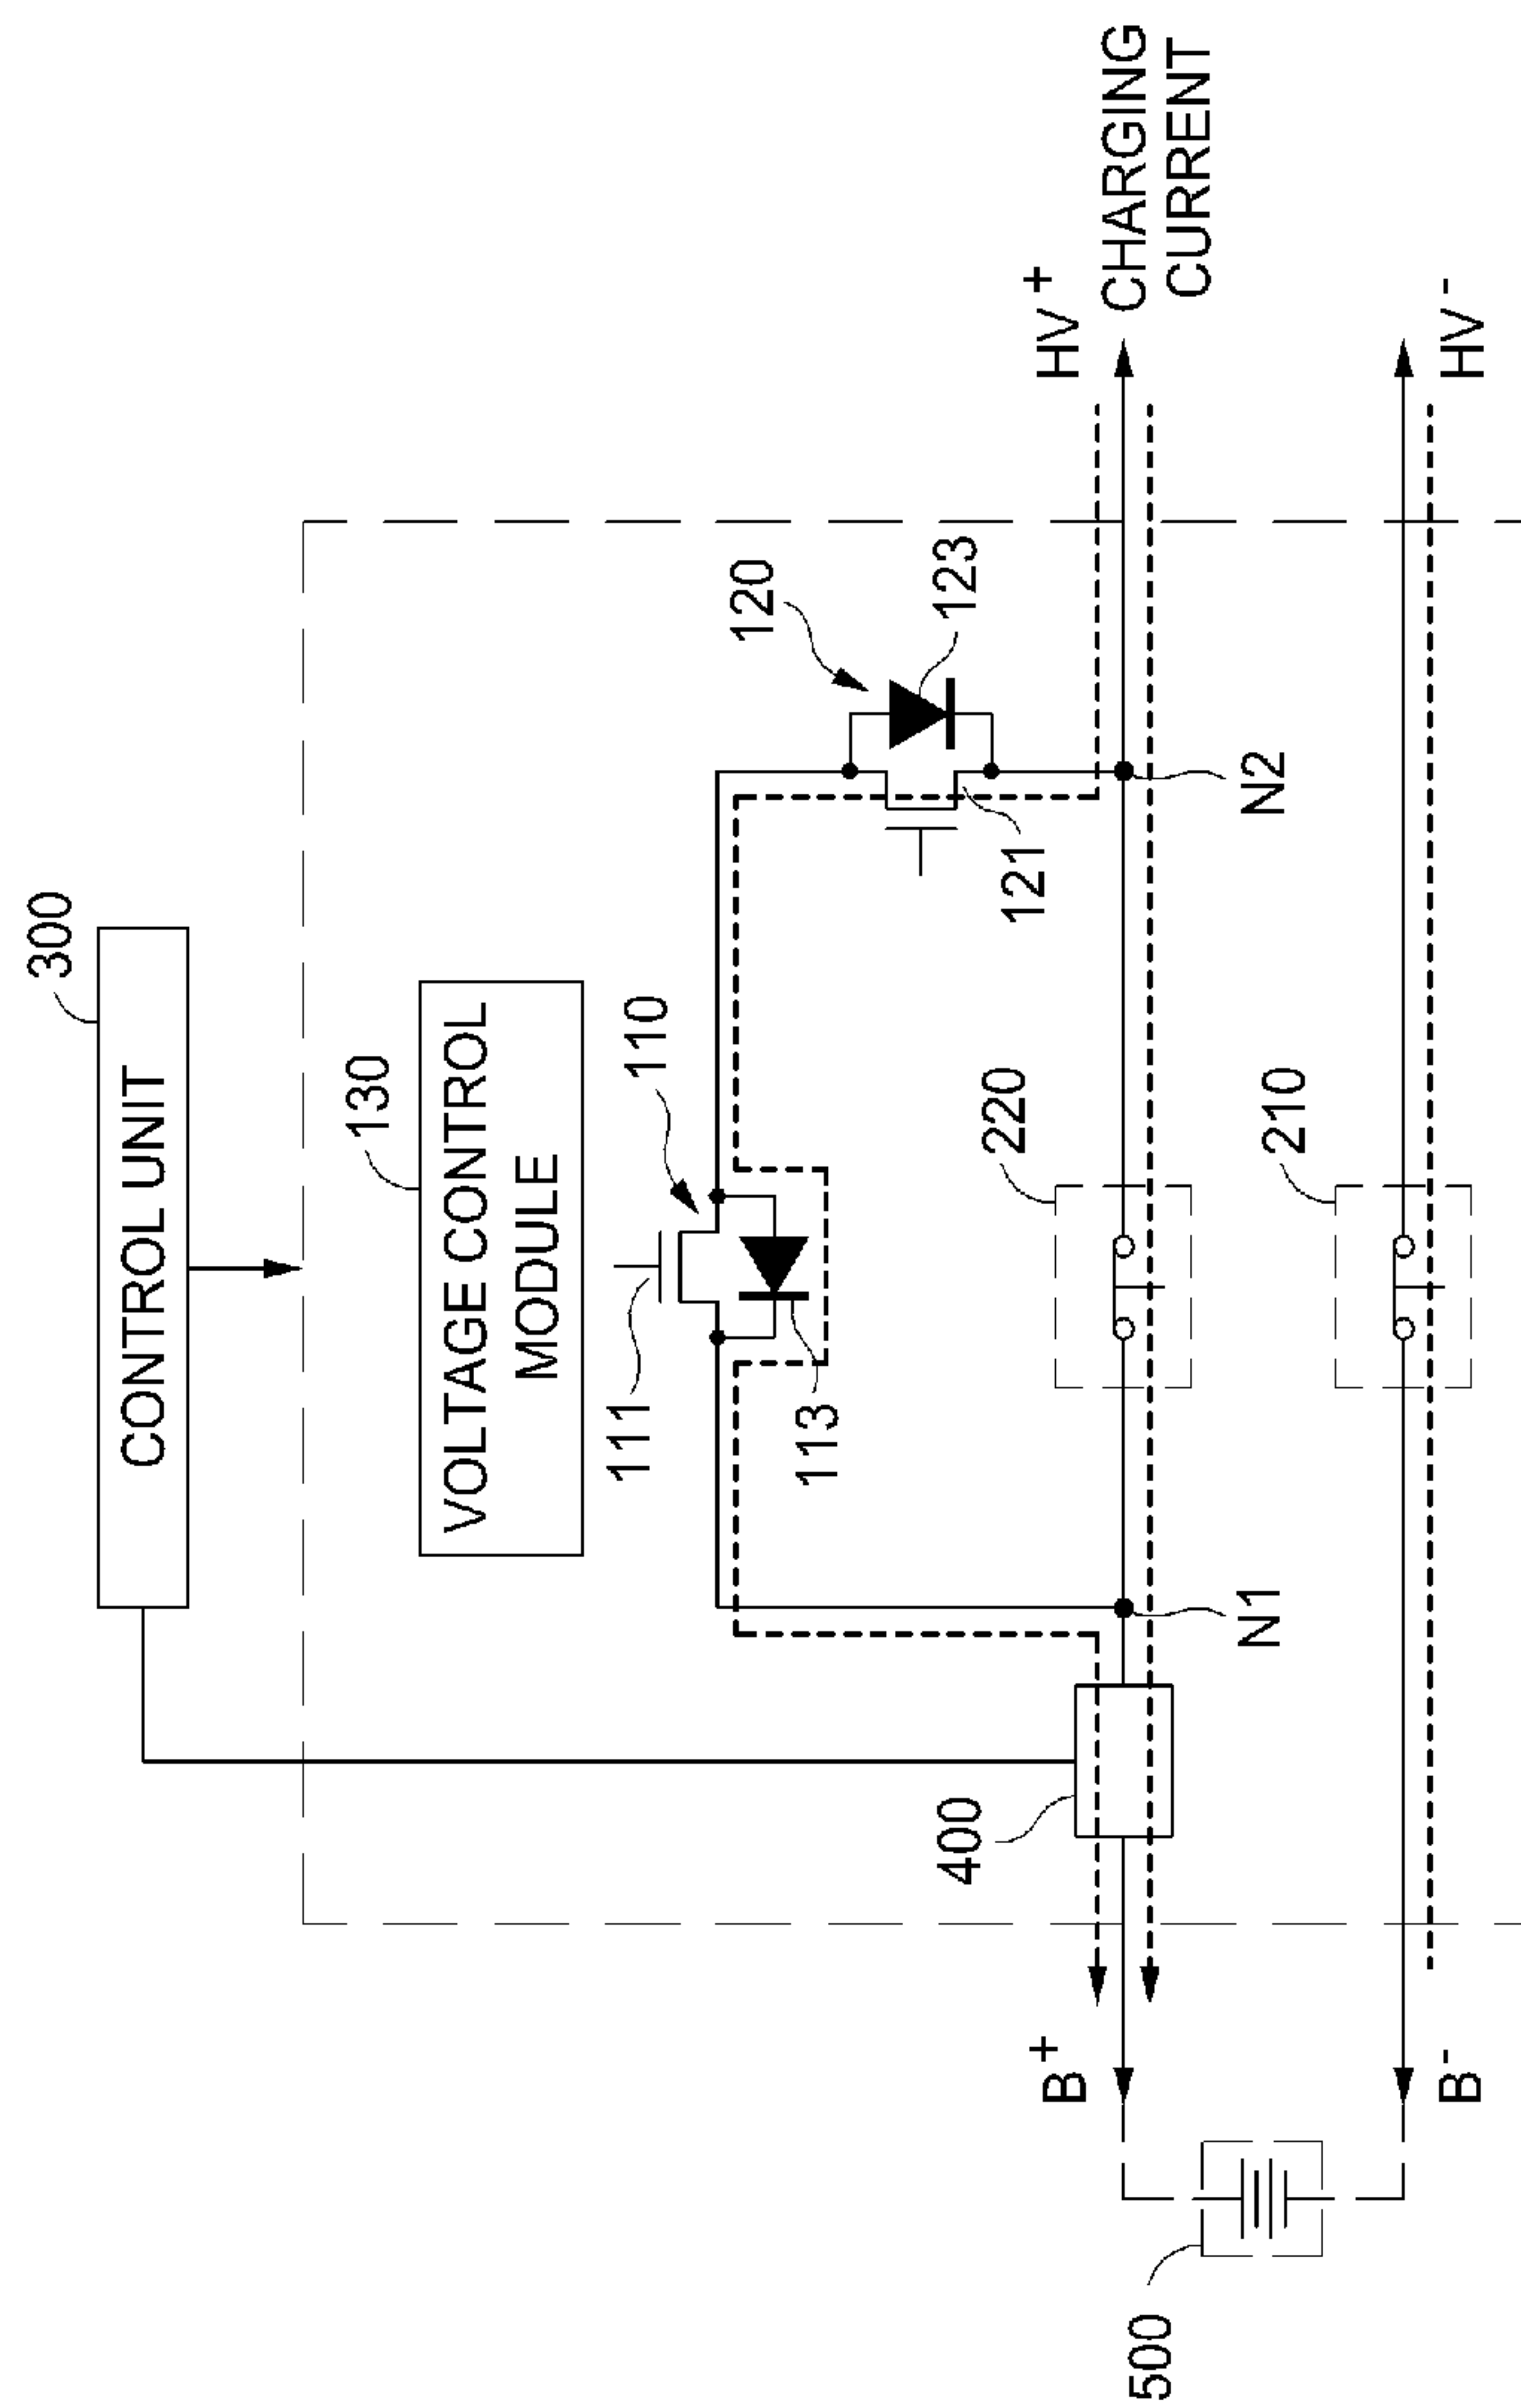 300
CONTROL UNIT
130
VOLTAGE CONTROL
MODULE
110
111
113
120
123
121
400
220
N1
N2
210
B+
HV+
CHARGING
CURRENT
B-
HV-
500